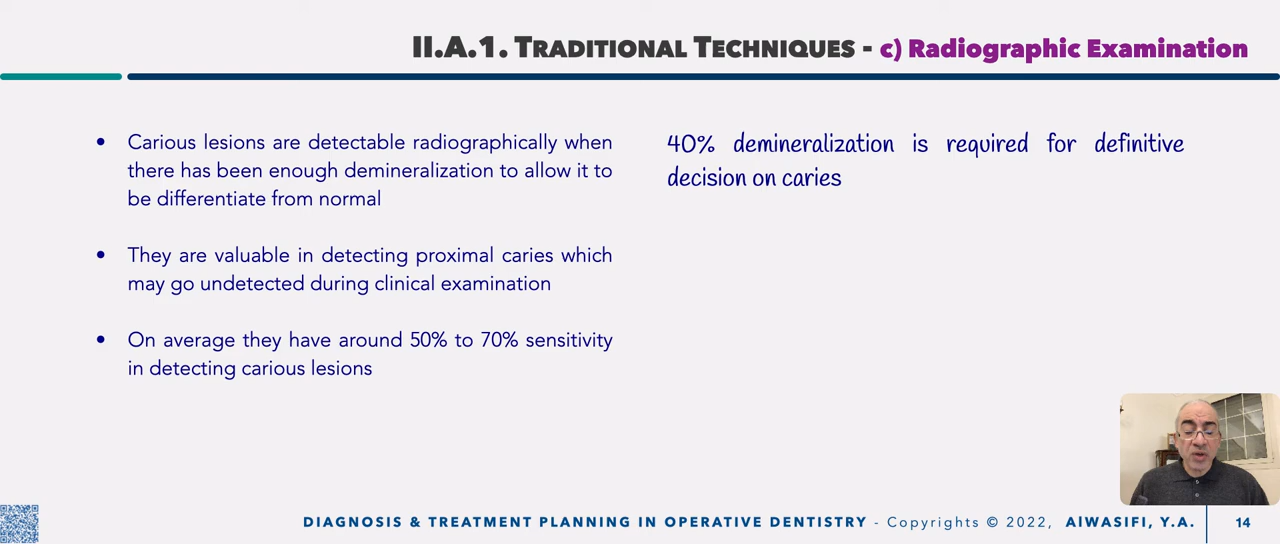 II.A.1. TRADITIONAL TECHNIQUES - c) Radiographic Examination
• Carious lesions are detectable radiographically when
there has been enough demineralization to allow it to
be differentiate from normal
• They are valuable in detecting proximal caries which
may go undetected during clinical examination
• On average they have around 50% to 70% sensitivity
in detecting carious lesions
40% demineralization is required for definitive
decision on caries
DIAGNOSIS & TREATMENT PLANNING IN OPERATIVE DENTISTRY - Copyrights © 2022, AlWASIFI, Y.A. 14